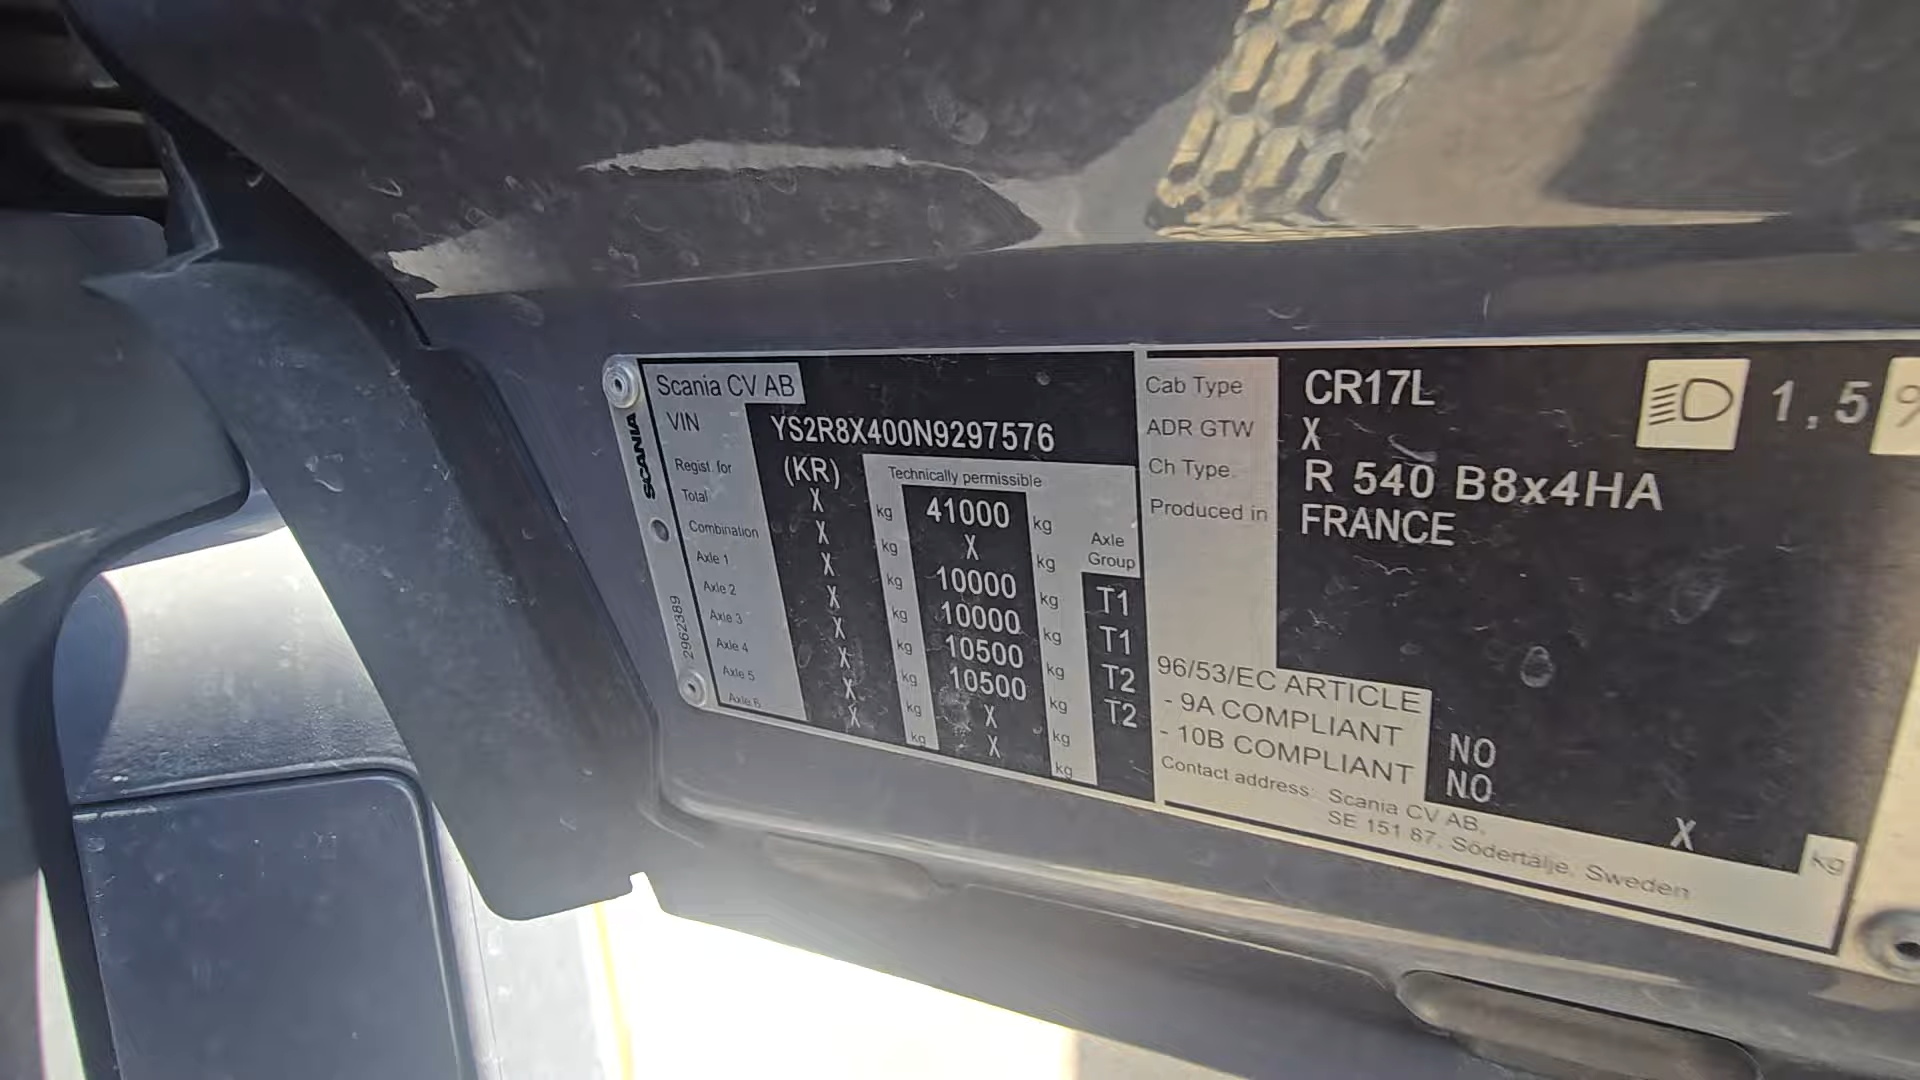 Scania CV AB
VIN YS2R8X400N9297576
Regist. for (KR) Technically permissible
Total X kg 41000 kg
Combination X kg X kg Axle Group
Axle 1 X kg 10000 kg T1
Axle 2 X kg 10000 kg T1
Axle 3 X kg 10500 kg T2
Axle 4 X kg 10500 kg T2
Axle 5 X kg X kg
Axle 6 X kg X kg
SCANIA
2962389
Cab Type CR17L 1,5 %
ADR GTW X
Ch Type R 540 B8x4HA
Produced in FRANCE
96/53/EC ARTICLE
- 9A COMPLIANT NO
- 10B COMPLIANT NO
X kg
Contact address: Scania CV AB,
SE 151 87, Södertälje, Sweden